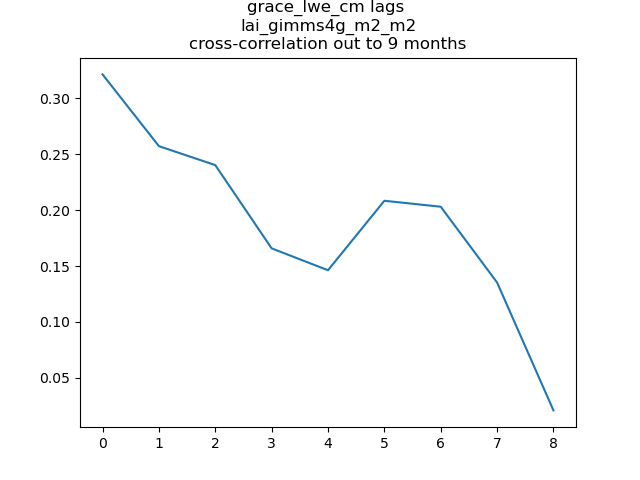 grace_lwe_cm lags
lai_gimms4g_m2_m2
cross-correlation out to 9 months
0.30
0.25
0.20
0.15
0.10
0.05
0 1 2 3 4 5 6 7 8